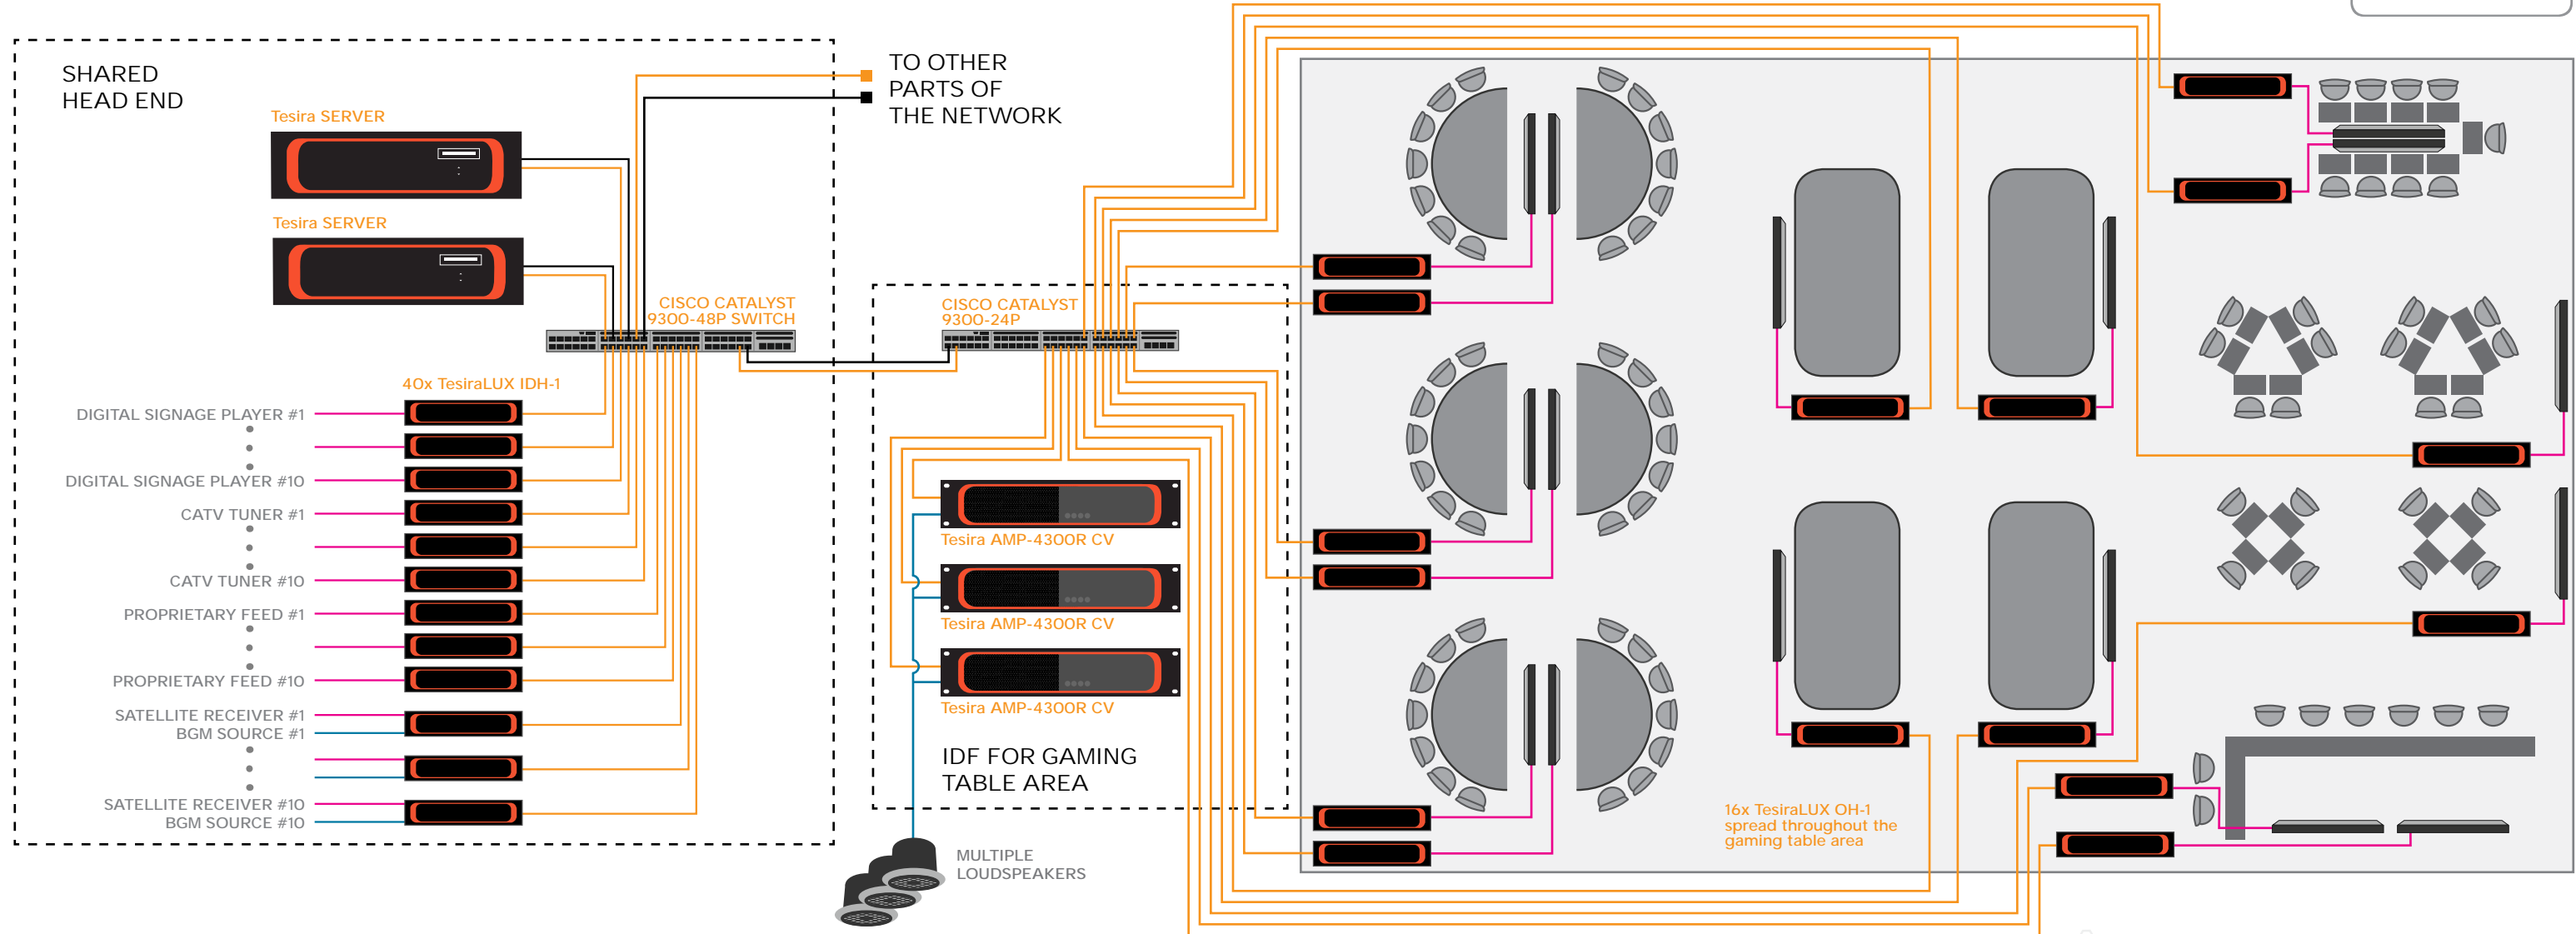 SHARED
HEAD END
Tesira SERVER
Tesira SERVER
TO OTHER
PARTS OF
THE NETWORK
CISCO CATALYST
9300-48P SWITCH
CISCO CATALYST
9300-24P
40x TesiraLUX IDH-1
DIGITAL SIGNAGE PLAYER #1
DIGITAL SIGNAGE PLAYER #10
CATV TUNER #1
CATV TUNER #10
PROPRIETARY FEED #1
PROPRIETARY FEED #10
SATELLITE RECEIVER #1
BGM SOURCE #1
SATELLITE RECEIVER #10
BGM SOURCE #10
Tesira AMP-4300R CV
Tesira AMP-4300R CV
Tesira AMP-4300R CV
IDF FOR GAMING
TABLE AREA
MULTIPLE
LOUDSPEAKERS
16x TesiraLUX OH-1
spread throughout the
gaming table area